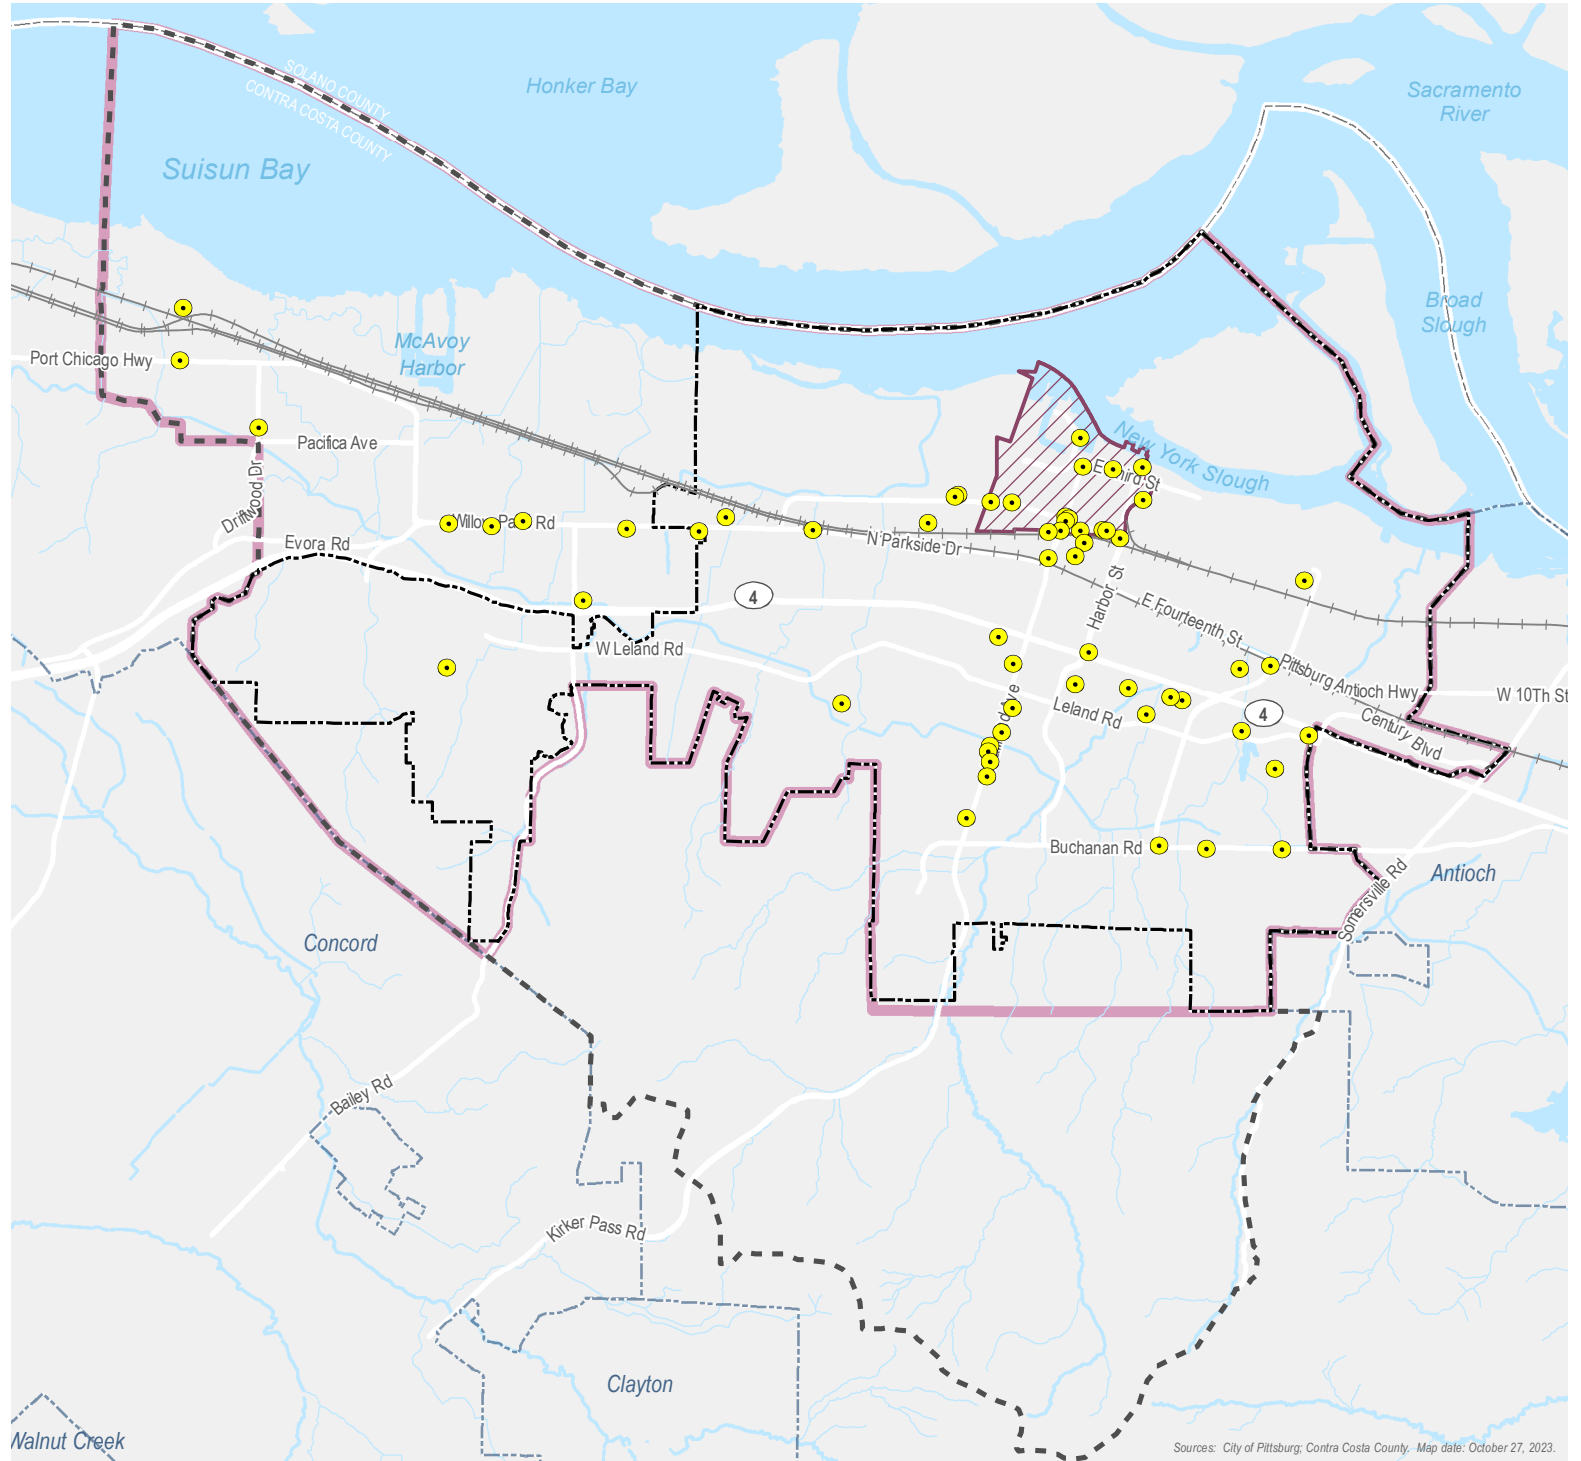 SOLANO COUNTY
CONTRA COSTA COUNTY
Honker Bay
Sacramento
River
Suisun Bay
Broad
Slough
McAvoy
Harbor
Port Chicago Hwy
Pacifica Ave
New York Slough
Driftwood Dr
Evora Rd
Rd
N Parkside Dr
4
Harbor St
E Fourteenth St
W Leland Rd
Pittsburg Antioch Hwy
W 10Th St
Leland Rd
4
Century Blvd
Buchanan Rd
Antioch
Somersville Rd
Concord
Bailey Rd
Kirker Pass Rd
Clayton
Walnut Creek
Sources: City of Pittsburg; Contra Costa County. Map date: October 27, 2023.